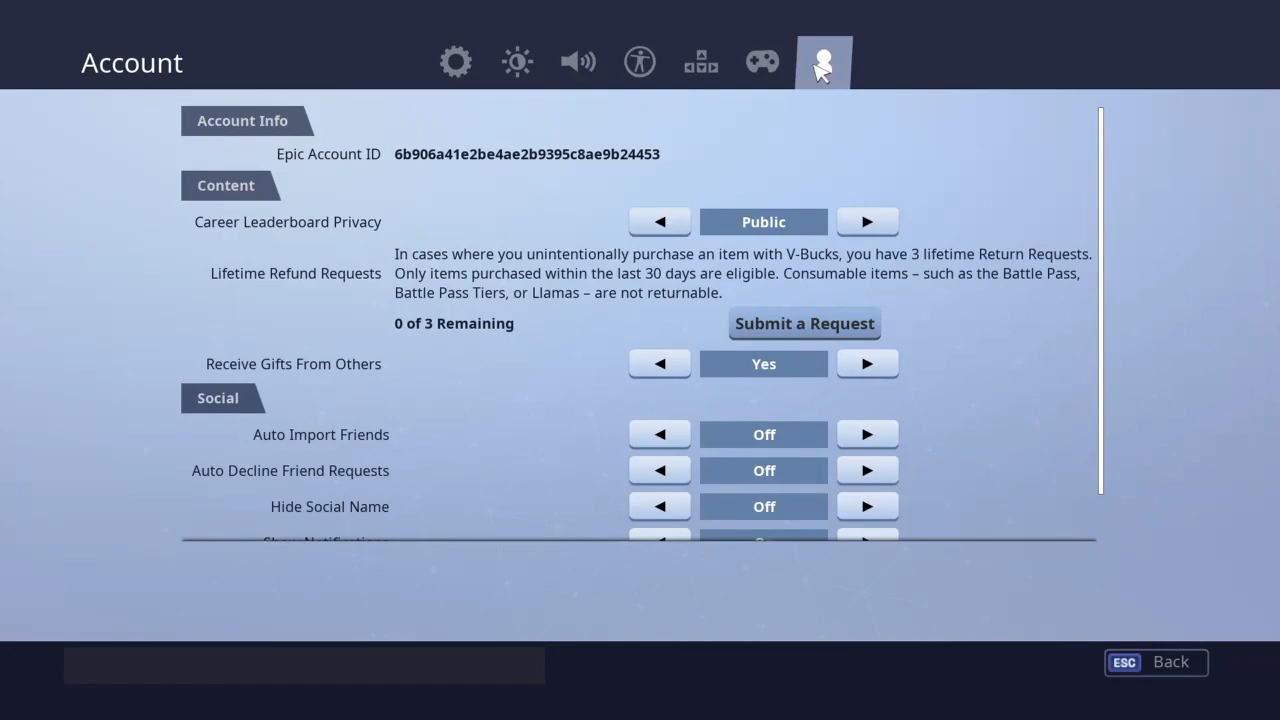 Account
Account Info
Epic Account ID 6b906a41e2be4ae2b9395c8ae9b24453
Content
Career Leaderboard Privacy Public
In cases where you unintentionally purchase an item with V-Bucks, you have 3 lifetime Return Requests.
Lifetime Refund Requests Only items purchased within the last 30 days are eligible. Consumable items – such as the Battle Pass,
Battle Pass Tiers, or Llamas – are not returnable.
0 of 3 Remaining Submit a Request
Receive Gifts From Others Yes
Social
Auto Import Friends Off
Auto Decline Friend Requests Off
Hide Social Name Off
Show Notifications
ESC Back